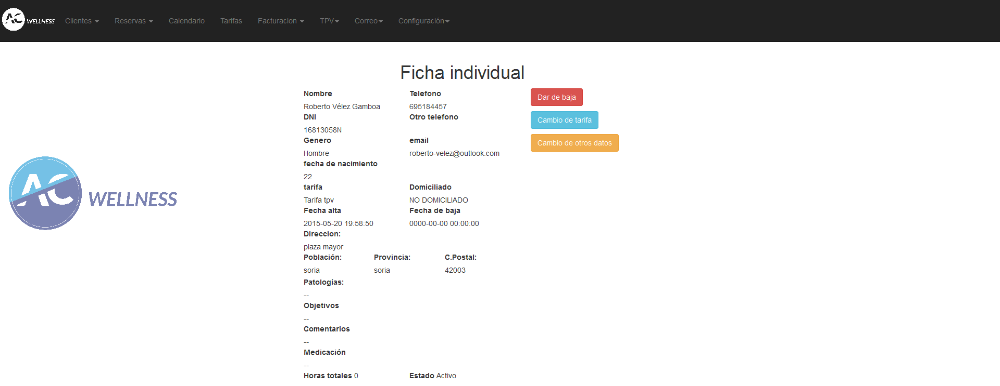 AC WELLNESS Clientes Reservas Calendario Tarifas Facturacion TPV Correo Configuración
Ficha individual
Nombre Telefono Dar de baja
Roberto Vélez Gamboa 695184457
DNI Otro telefono Cambio de tarifa
16813058N
Genero email Cambio de otros datos
Hombre roberto-velez@outlook.com
fecha de nacimiento
22
tarifa Domiciliado
Tarifa tpv NO DOMICILIADO
AC WELLNESS
Fecha alta Fecha de baja
2015-05-20 19:58:50 0000-00-00 00:00:00
Direccion:
plaza mayor
Población: Provincia: C.Postal:
soria soria 42003
Patologías:
--
Objetivos
--
Comentarios
--
Medicación
--
Horas totales 0 Estado Activo